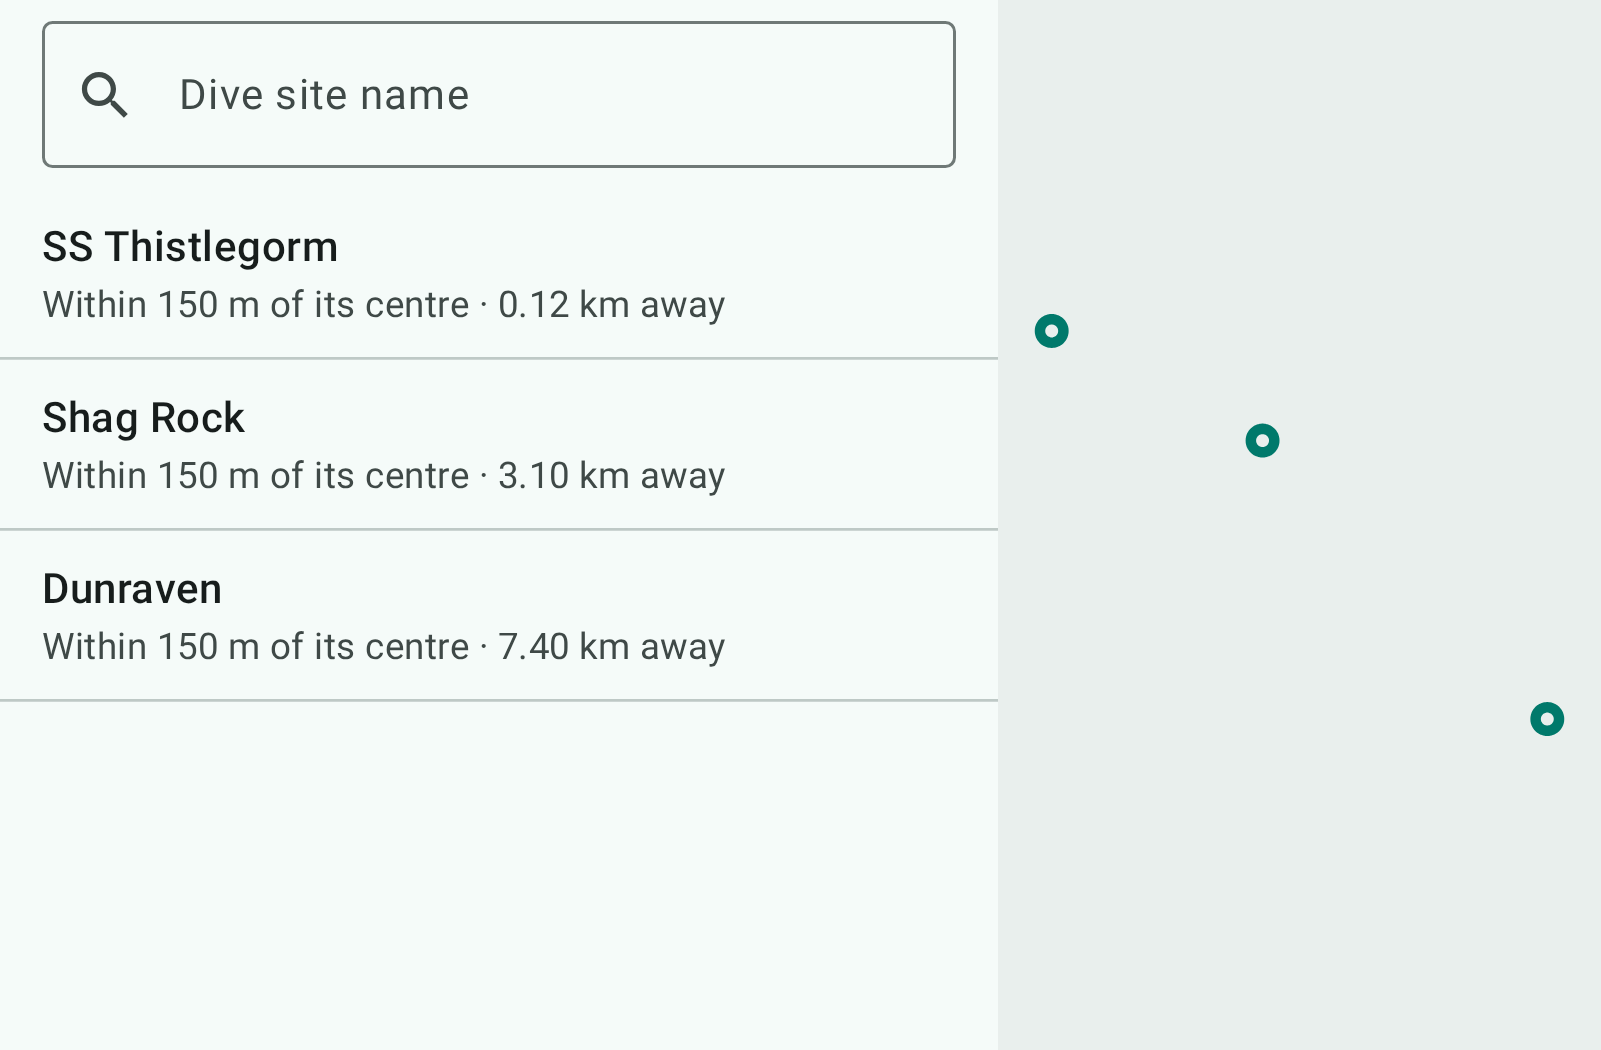 Dive site name
SS Thistlegorm
Within 150 m of its centre · 0.12 km away
Shag Rock
Within 150 m of its centre · 3.10 km away
Dunraven
Within 150 m of its centre · 7.40 km away